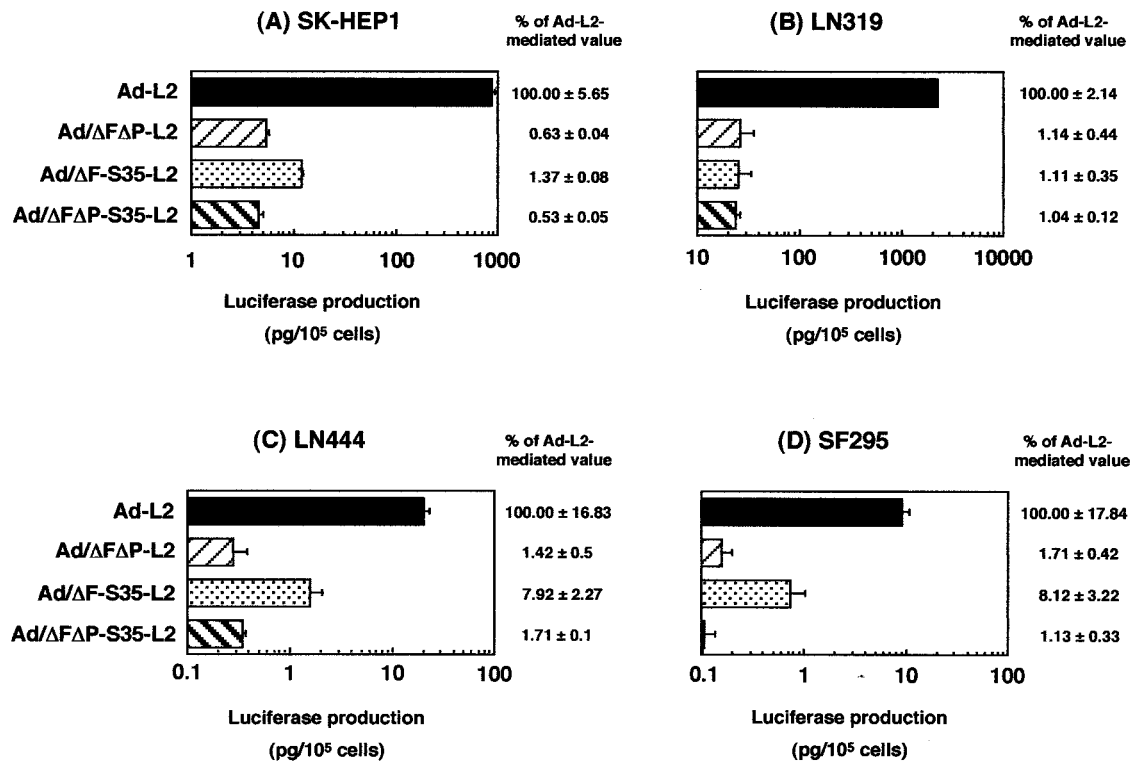 (A) SK-HEP1
% of Ad-L2-
mediated value
Ad-L2
100.00 ± 5.65
Ad/ΔFΔP-L2
0.63 ± 0.04
Ad/ΔF-S35-L2
1.37 ± 0.08
Ad/ΔFΔP-S35-L2
0.53 ± 0.05
1 10 100 1000
Luciferase production
(pg/10⁵ cells)
(B) LN319
% of Ad-L2-
mediated value
100.00 ± 2.14
1.14 ± 0.44
1.11 ± 0.35
1.04 ± 0.12
10 100 1000 10000
Luciferase production
(pg/10⁵ cells)
(C) LN444
% of Ad-L2-
mediated value
Ad-L2
100.00 ± 16.83
Ad/ΔFΔP-L2
1.42 ± 0.5
Ad/ΔF-S35-L2
7.92 ± 2.27
Ad/ΔFΔP-S35-L2
1.71 ± 0.1
0.1 1 10 100
Luciferase production
(pg/10⁵ cells)
(D) SF295
% of Ad-L2-
mediated value
100.00 ± 17.84
1.71 ± 0.42
8.12 ± 3.22
1.13 ± 0.33
0.1 1 10 100
Luciferase production
(pg/10⁵ cells)